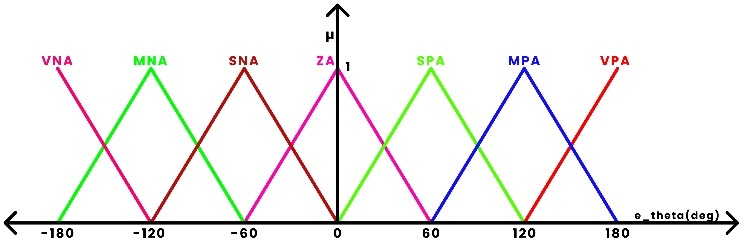 μ
VNA MNA SNA ZA SPA MPA VPA
1
e_theta(deg)
-180 -120 -60 0 60 120 180